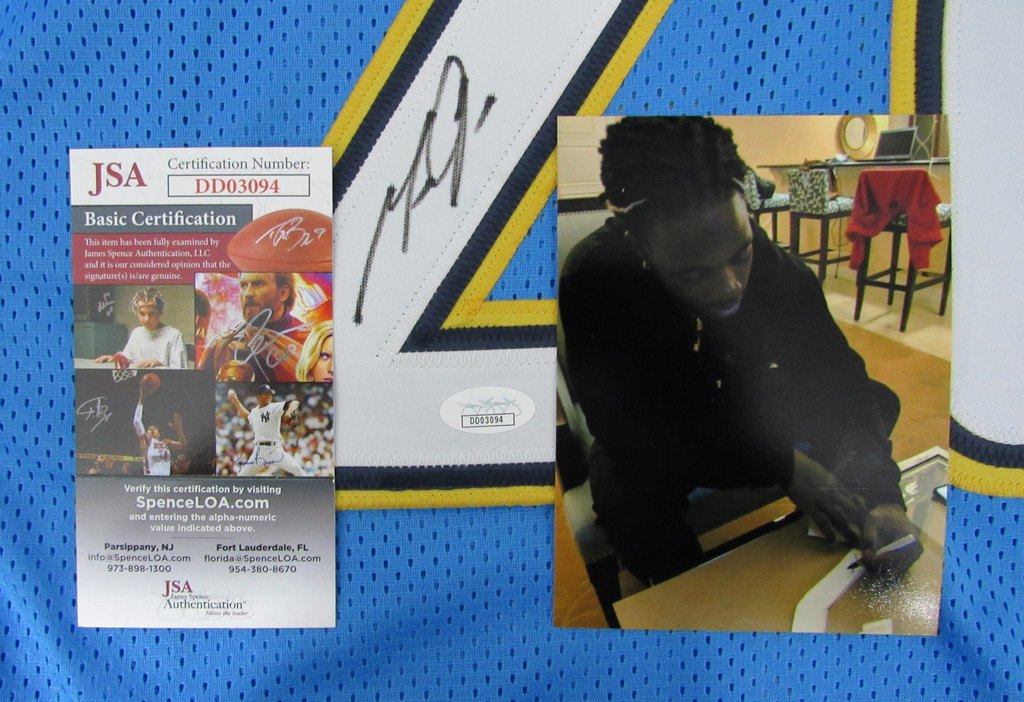 JSA
Certification Number:
DD03094
Basic Certification
This item has been fully examined by
James Spence Authentication, LLC
and it is our considered opinion that the
signature(s) is/are genuine.
Verify this certification by visiting
SpenceLOA.com
and entering the alpha-numeric
value indicated above.
Parsippany, NJ
info@SpenceLOA.com
973-898-1300
Fort Lauderdale, FL
florida@SpenceLOA.com
954-380-8670
JSA
James Spence
Authentication
follow the leader
DD03094